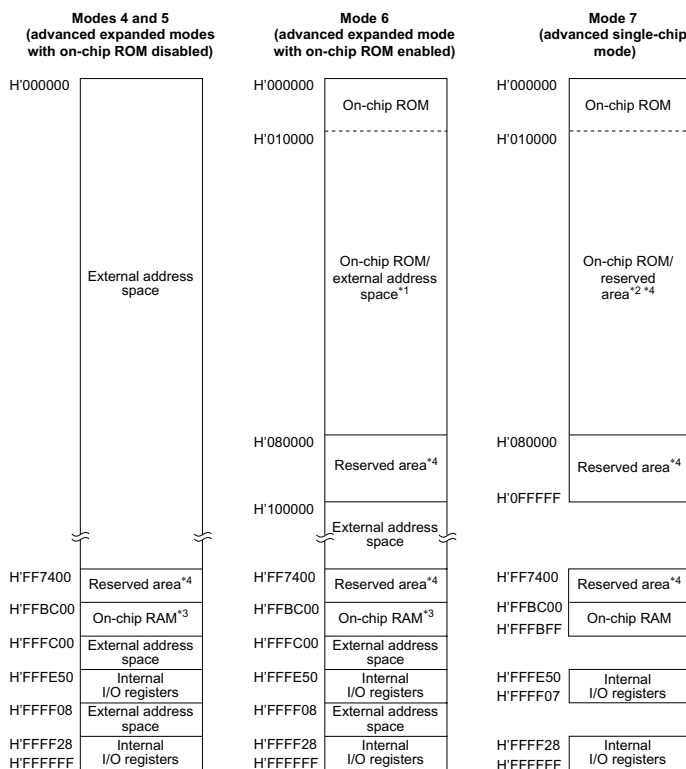 Modes 4 and 5
(advanced expanded modes
with on-chip ROM disabled)
H'000000
External address
space
H'FF7400
Reserved area*4
H'FFBC00
On-chip RAM*3
H'FFFC00
External address
space
H'FFFE50
Internal
I/O registers
H'FFFF08
External address
space
H'FFFF28
Internal
I/O registers
H'FFFFFF
Mode 6
(advanced expanded mode
with on-chip ROM enabled)
H'000000
On-chip ROM
H'010000
On-chip ROM/
external address
space*1
H'080000
Reserved area*4
H'100000
External address
space
H'FF7400
Reserved area*4
H'FFBC00
On-chip RAM*3
H'FFFC00
External address
space
H'FFFE50
Internal
I/O registers
H'FFFF08
External address
space
H'FFFF28
Internal
I/O registers
H'FFFFFF
Mode 7
(advanced single-chip
mode)
H'000000
On-chip ROM
H'010000
On-chip ROM/
reserved
area*2 *4
H'080000
Reserved area*4
H'0FFFFF
H'FF7400
Reserved area*4
H'FFBC00
On-chip RAM
H'FFFBFF
H'FFFE50
Internal
I/O registers
H'FFFF07
H'FFFF28
Internal
I/O registers
H'FFFFFF